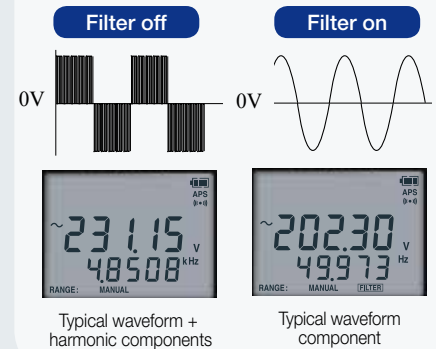 Filter off
Filter on
0V
0V
APS
~231.15 V
4.8508 kHz
RANGE: MANUAL
APS
~202.30 V
49.973 Hz
RANGE: MANUAL FILTER
Typical waveform +
harmonic components
Typical waveform
component